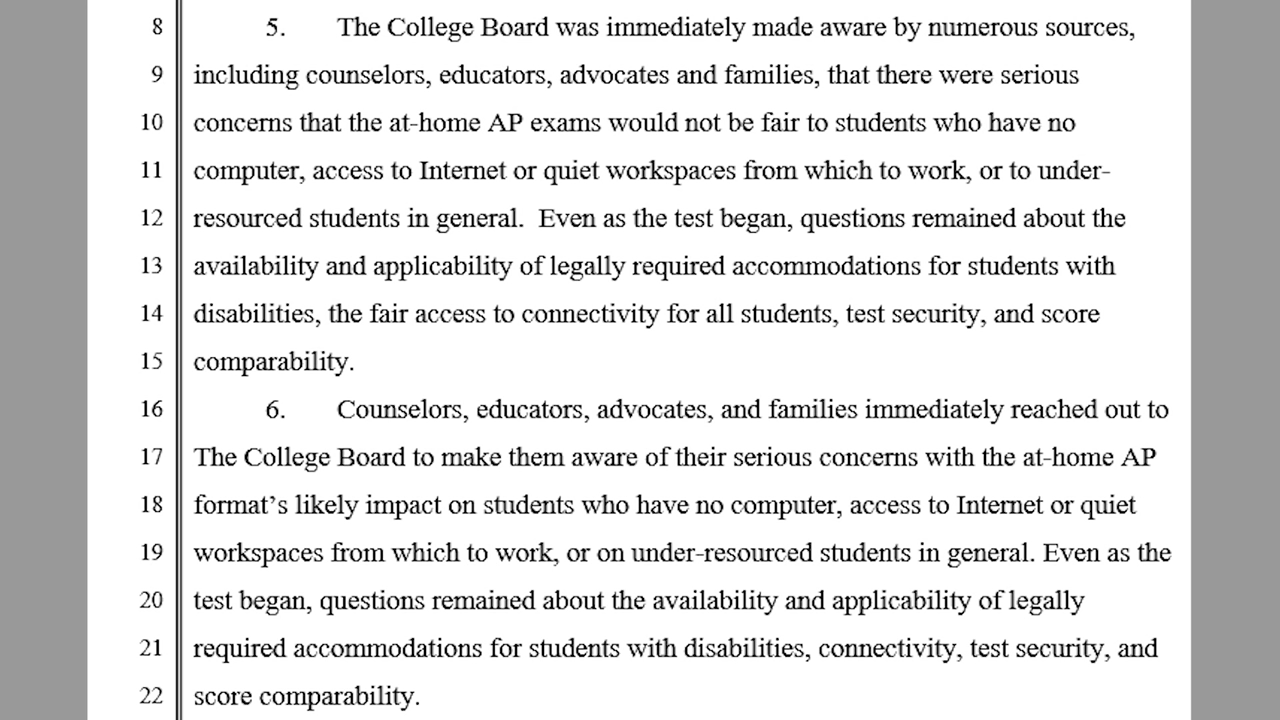 8 5. The College Board was immediately made aware by numerous sources,
9 including counselors, educators, advocates and families, that there were serious
10 concerns that the at-home AP exams would not be fair to students who have no
11 computer, access to Internet or quiet workspaces from which to work, or to under-
12 resourced students in general.  Even as the test began, questions remained about the
13 availability and applicability of legally required accommodations for students with
14 disabilities, the fair access to connectivity for all students, test security, and score
15 comparability.
16 6. Counselors, educators, advocates, and families immediately reached out to
17 The College Board to make them aware of their serious concerns with the at-home AP
18 format’s likely impact on students who have no computer, access to Internet or quiet
19 workspaces from which to work, or on under-resourced students in general. Even as the
20 test began, questions remained about the availability and applicability of legally
21 required accommodations for students with disabilities, connectivity, test security, and
22 score comparability.